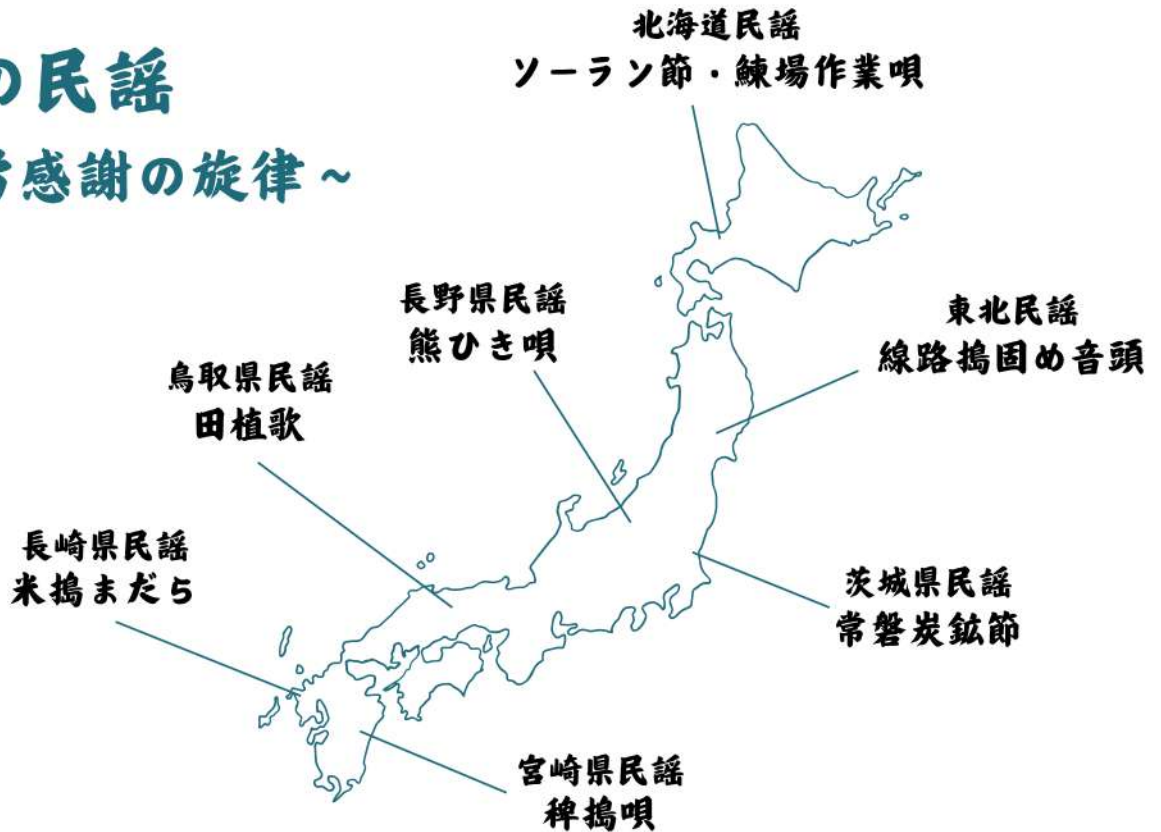 の民謡
労感謝の旋律~
北海道民謡
ソーラン節・鰊場作業唄
長野県民謡
熊ひき唄
東北民謡
線路搗固め音頭
鳥取県民謡
田植歌
長崎県民謡
米搗まだら
茨城県民謡
常磐炭鉱節
宮崎県民謡
稗搗唄